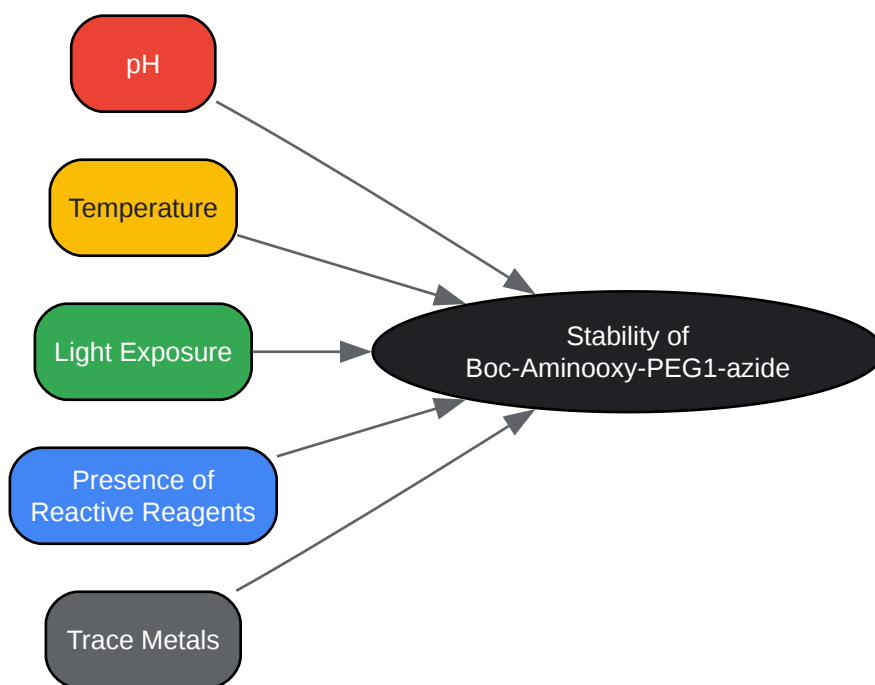 pH
Temperature
Light Exposure
Presence of
Reactive Reagents
Trace Metals
Stability of
Boc-Aminooxy-PEG1-azide